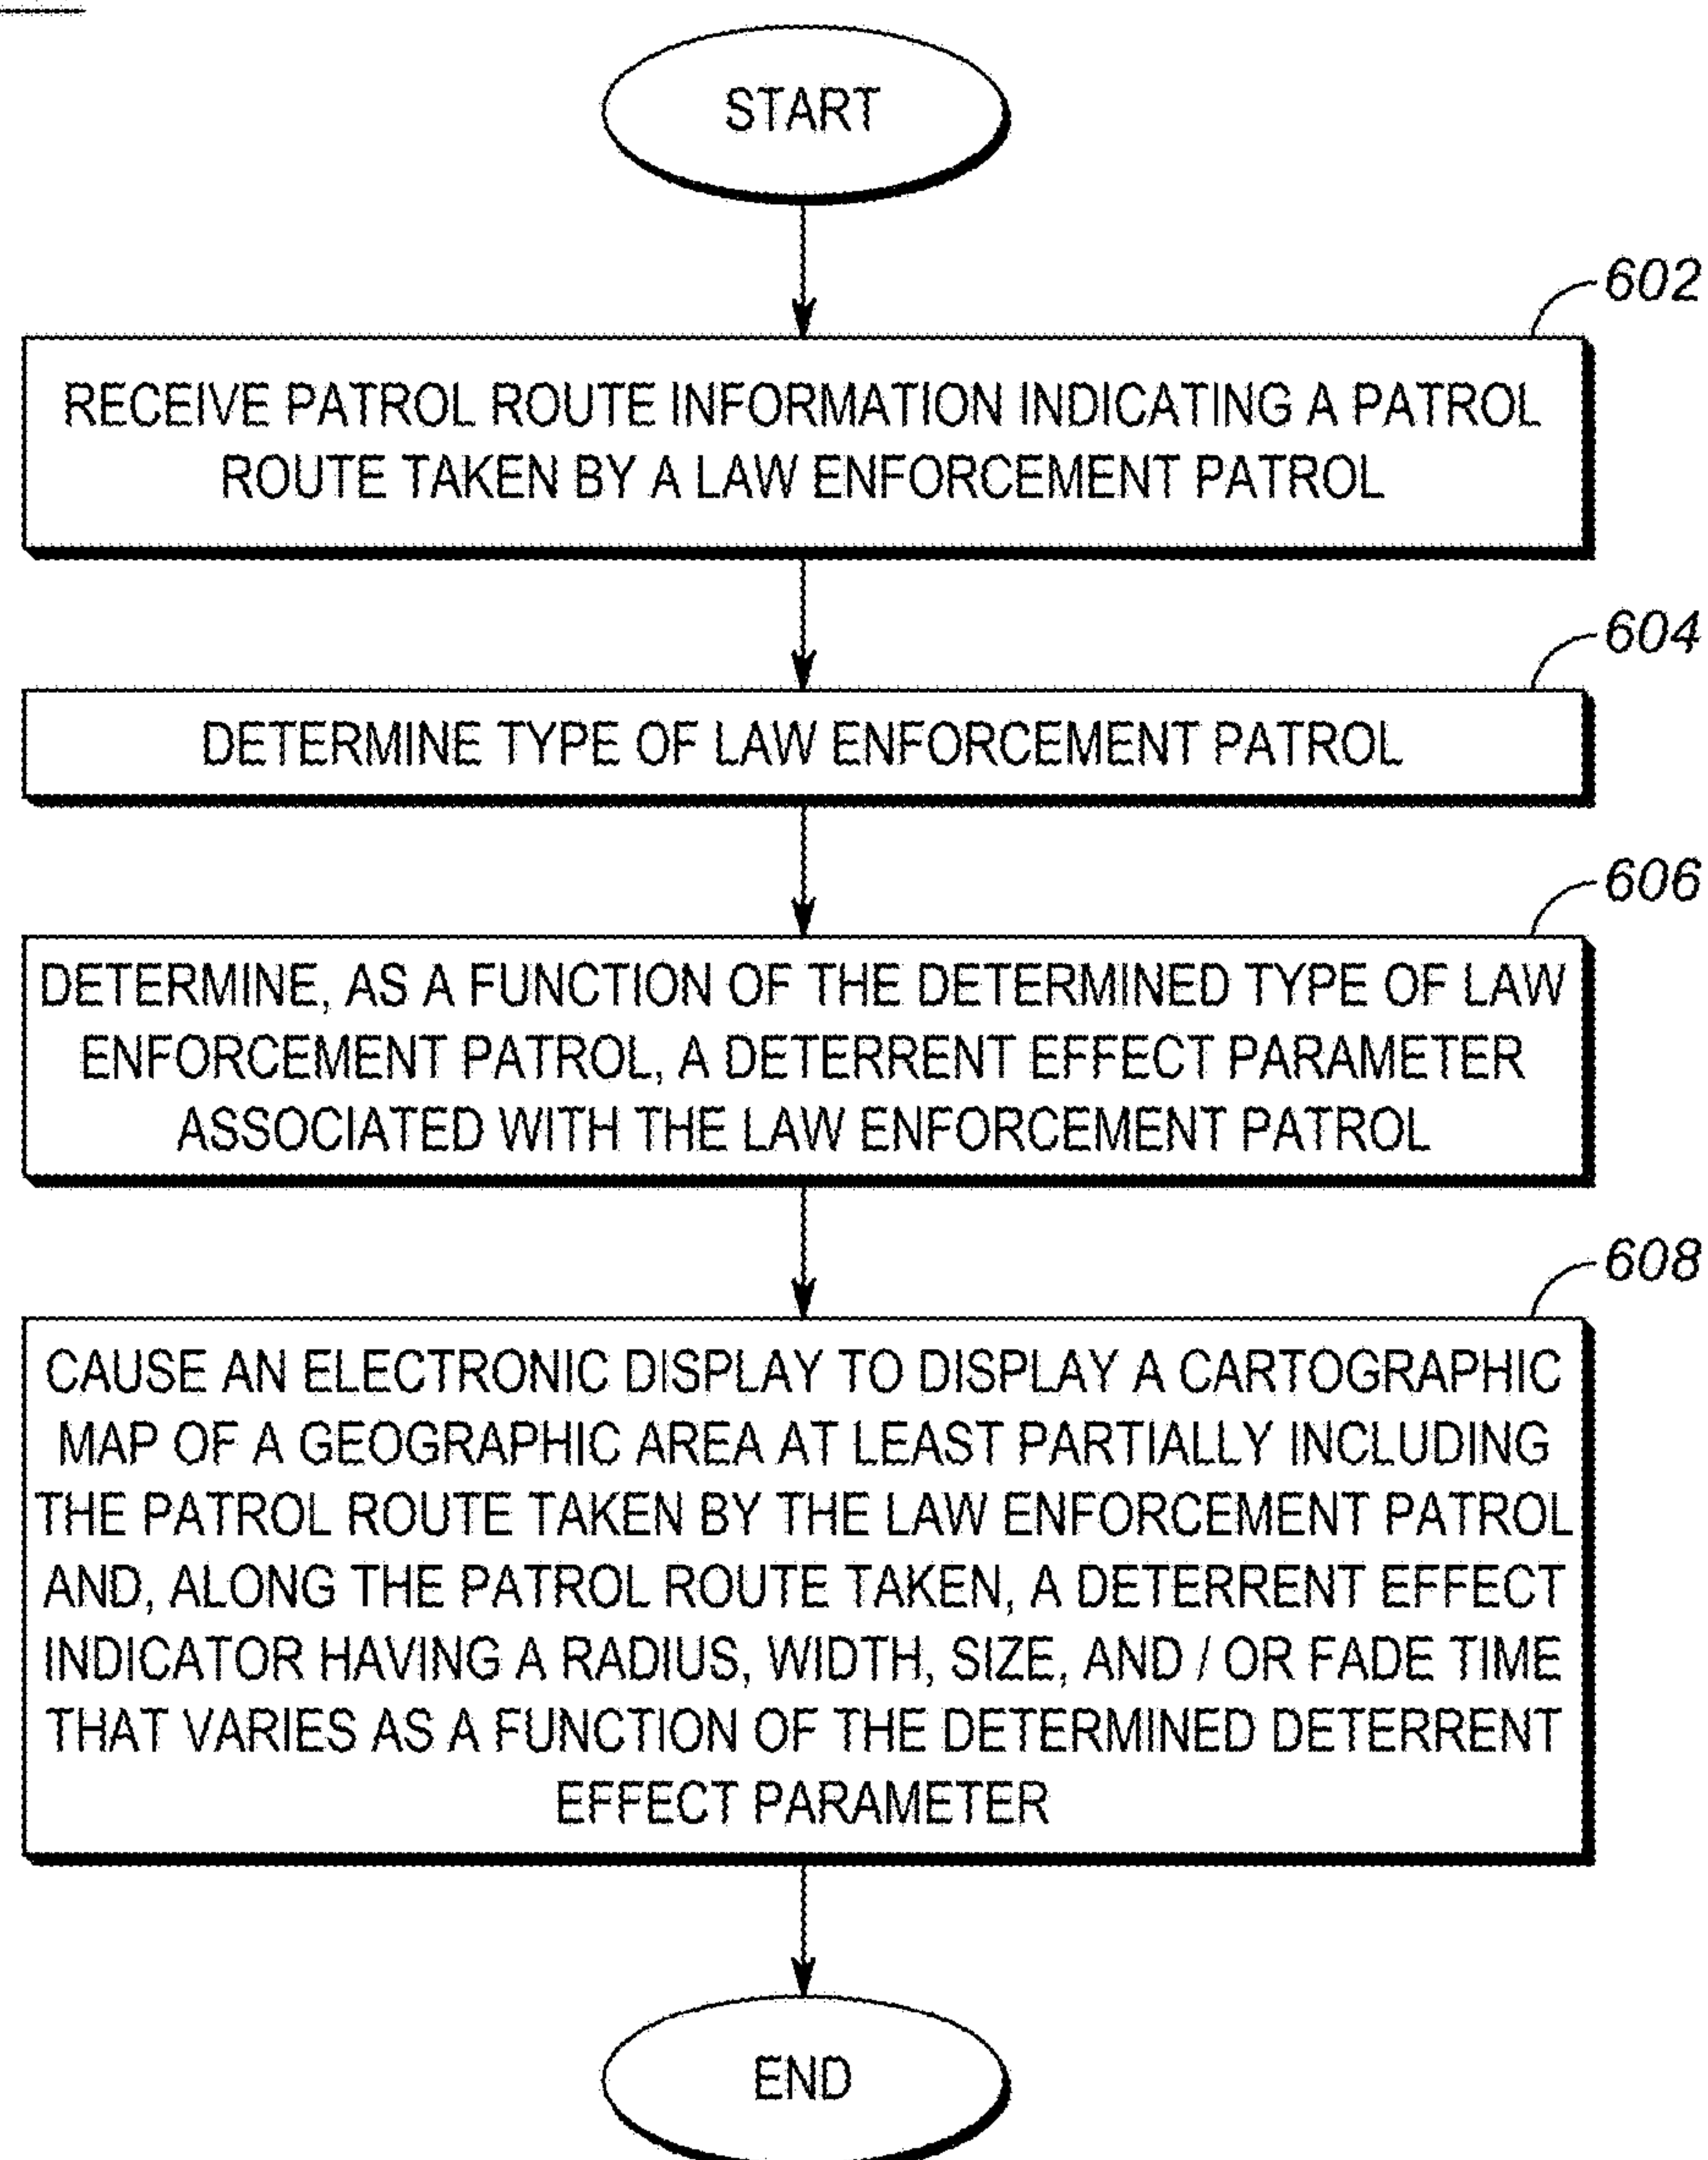 START
602
RECEIVE PATROL ROUTE INFORMATION INDICATING A PATROL
ROUTE TAKEN BY A LAW ENFORCEMENT PATROL
604
DETERMINE TYPE OF LAW ENFORCEMENT PATROL
606
DETERMINE, AS A FUNCTION OF THE DETERMINED TYPE OF LAW
ENFORCEMENT PATROL, A DETERRENT EFFECT PARAMETER
ASSOCIATED WITH THE LAW ENFORCEMENT PATROL
608
CAUSE AN ELECTRONIC DISPLAY TO DISPLAY A CARTOGRAPHIC
MAP OF A GEOGRAPHIC AREA AT LEAST PARTIALLY INCLUDING
THE PATROL ROUTE TAKEN BY THE LAW ENFORCEMENT PATROL
AND, ALONG THE PATROL ROUTE TAKEN, A DETERRENT EFFECT
INDICATOR HAVING A RADIUS, WIDTH, SIZE, AND / OR FADE TIME
THAT VARIES AS A FUNCTION OF THE DETERMINED DETERRENT
EFFECT PARAMETER
END